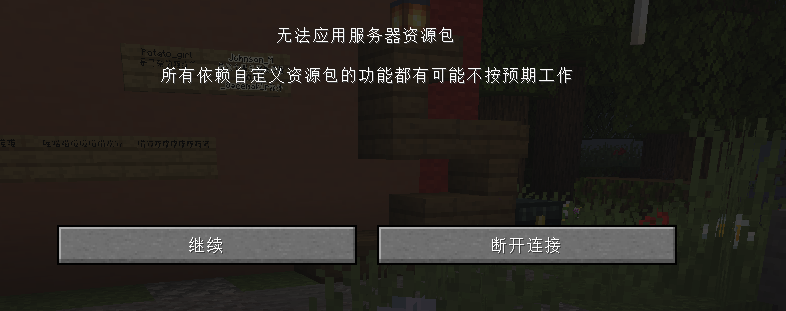 无法应用服务器资源包
所有依赖自定义资源包的功能都有可能不按预期工作
继续
断开连接